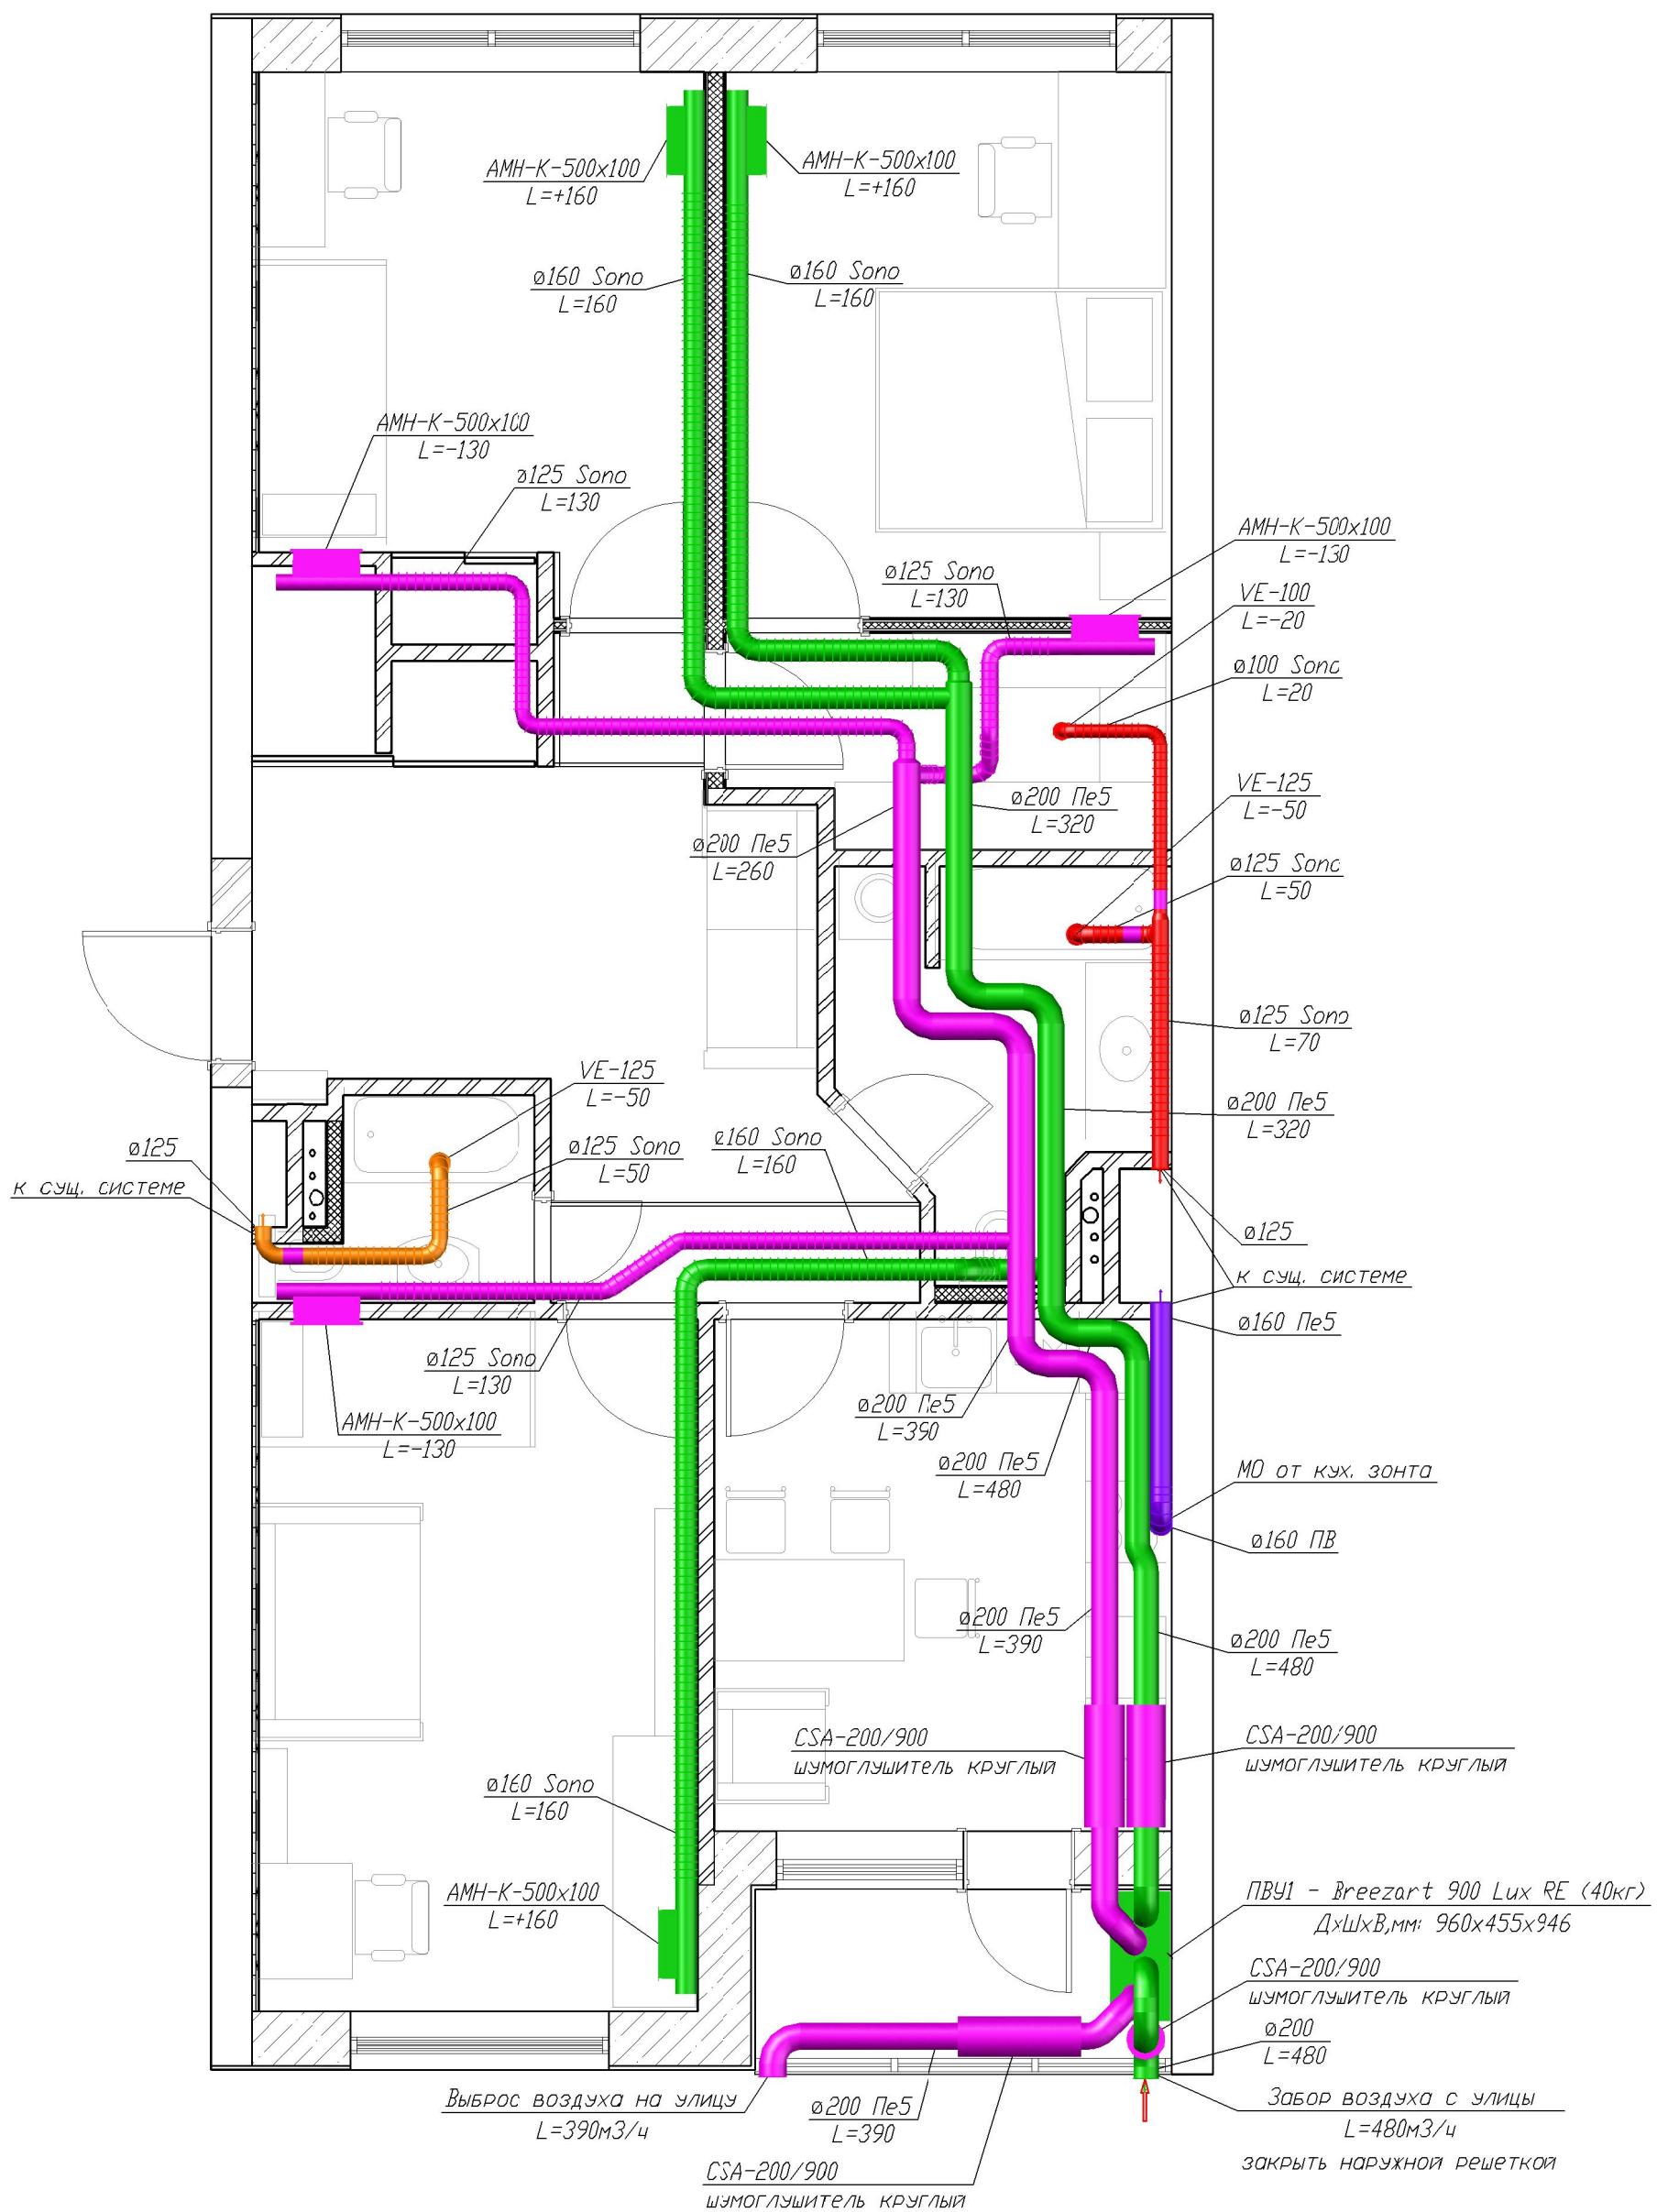 АМН-К-500х100
L=+160
АМН-К-500х100
L=+160
ø160 Sono
L=160
ø160 Sono
L=160
АМН-К-500х100
L=-130
ø125 Sono
L=130
АМН-К-500х100
L=-130
ø125 Sono
L=130
VE-100
L=-20
ø100 Sono
L=20
VE-125
L=-50
ø200 Пе5
L=320
ø200 Пе5
L=260
ø125 Sono
L=50
ø125 Sono
L=70
VE-125
L=-50
ø200 Пе5
L=320
ø125
к сущ. системе
ø125 Sono
L=50
ø160 Sono
L=160
ø125
к сущ. системе
ø160 Пе5
ø125 Sono
L=130
АМН-К-500х100
L=-130
ø200 Пе5
L=390
ø200 Пе5
L=480
МО от кух. зонта
ø160 ПВ
ø200 Пе5
L=390
ø200 Пе5
L=480
CSA-200/900
шумоглушитель круглый
CSA-200/900
шумоглушитель круглый
ø160 Sono
L=160
АМН-К-500х100
L=+160
ПВУ1 - Breezart 900 Lux RE (40кг)
ДхШхВ,мм: 960х455х946
CSA-200/900
шумоглушитель круглый
ø200
L=480
Выброс воздуха на улицу
L=390м3/ч
ø200 Пе5
L=390
Забор воздуха с улицы
L=480м3/ч
закрыть наружной решеткой
CSA-200/900
шумоглушитель круглый